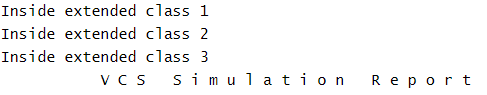 Inside extended class 1
Inside extended class 2
Inside extended class 3
V C S   S i m u l a t i o n   R e p o r t